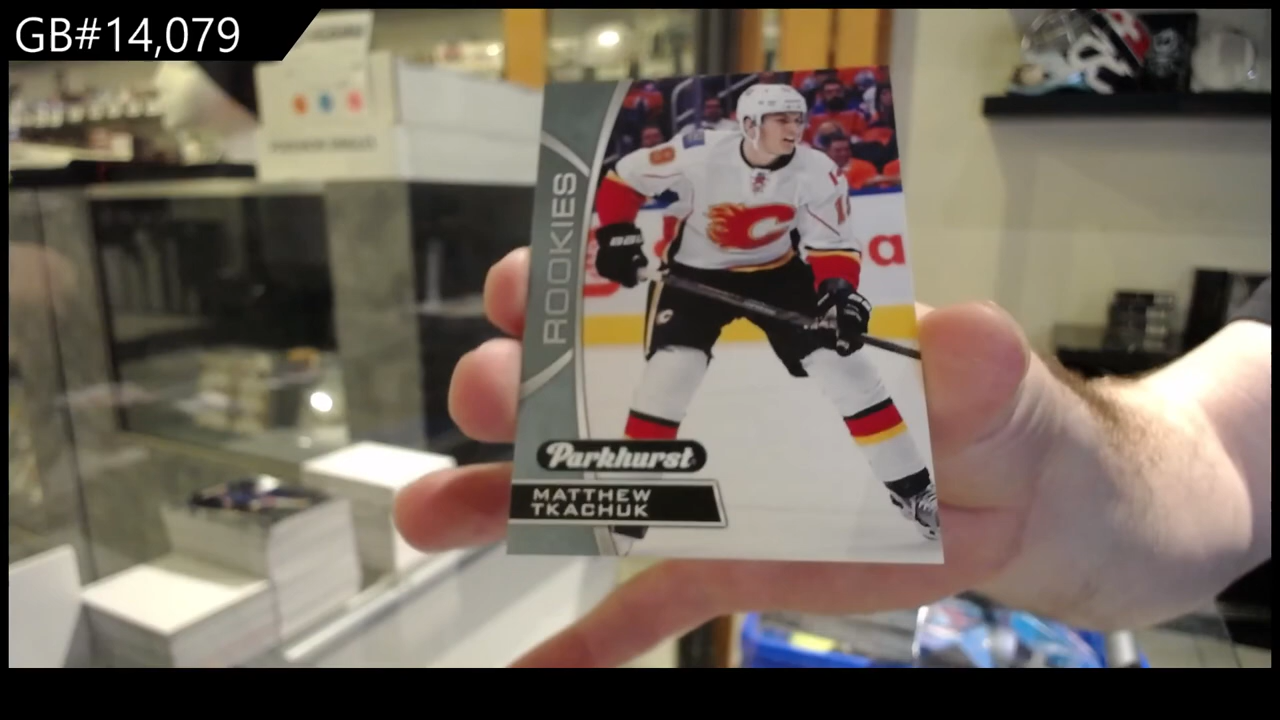 GB#14,079
ROOKIES
Parkhurst
MATTHEW
TKACHUK